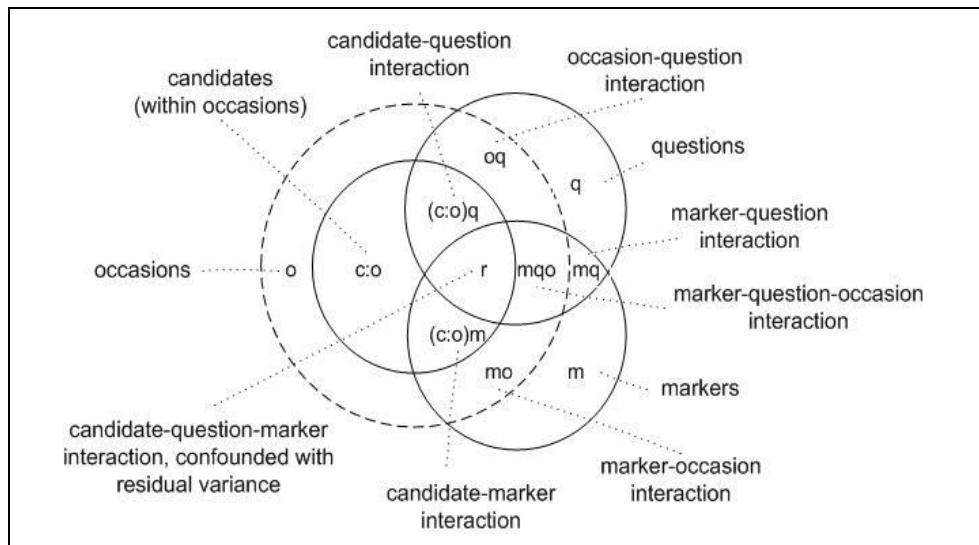 candidate-question
interaction
occasion-question
interaction
candidates
(within occasions)
questions
oq
q
(c:o)q
marker-question
interaction
occasions
o
c:o
r
mqo
mq
marker-question-occasion
interaction
(c:o)m
mo
m
markers
candidate-question-marker
interaction, confounded with
residual variance
candidate-marker
interaction
marker-occasion
interaction